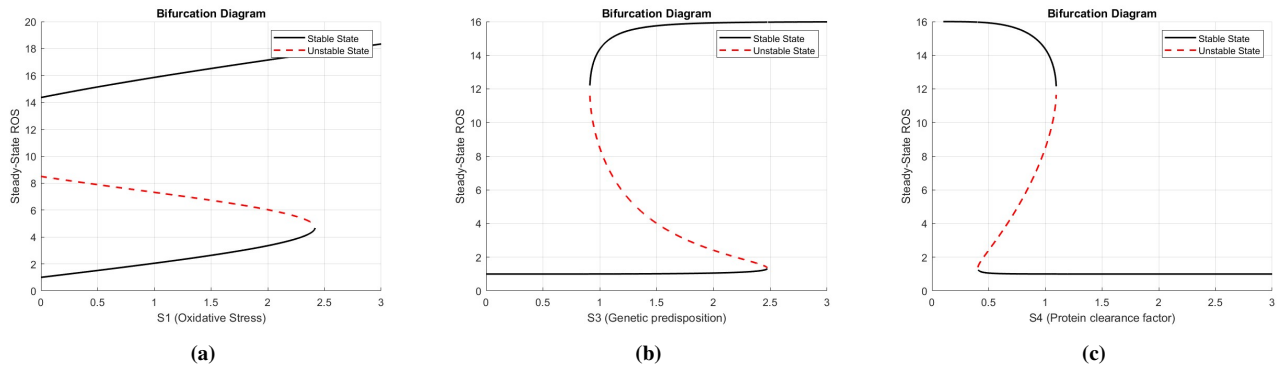 Bifurcation Diagram
Stable State
Unstable State
Steady-State ROS
20
18
16
14
12
10
8
6
4
2
0
0 0.5 1 1.5 2 2.5 3
S1 (Oxidative Stress)
(a)
Bifurcation Diagram
Stable State
Unstable State
Steady-State ROS
16
14
12
10
8
6
4
2
0
0 0.5 1 1.5 2 2.5 3
S3 (Genetic predisposition)
(b)
Bifurcation Diagram
Stable State
Unstable State
Steady-State ROS
16
14
12
10
8
6
4
2
0
0 0.5 1 1.5 2 2.5 3
S4 (Protein clearance factor)
(c)